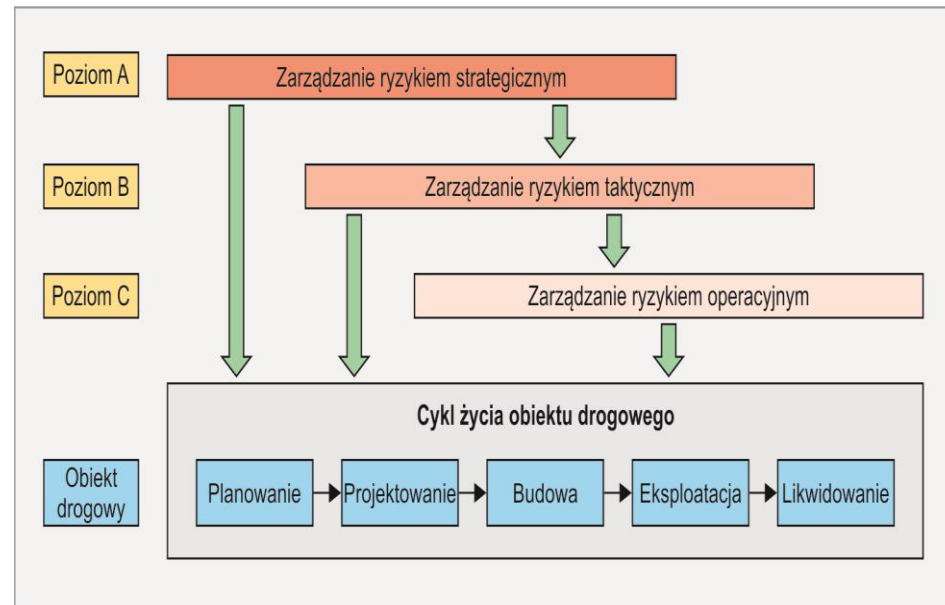 Poziom A
Zarządzanie ryzykiem strategicznym
Poziom B
Zarządzanie ryzykiem taktycznym
Poziom C
Zarządzanie ryzykiem operacyjnym
Cykl życia obiektu drogowego
Obiekt
drogowy
Planowanie
Projektowanie
Budowa
Eksploatacja
Likwidowanie